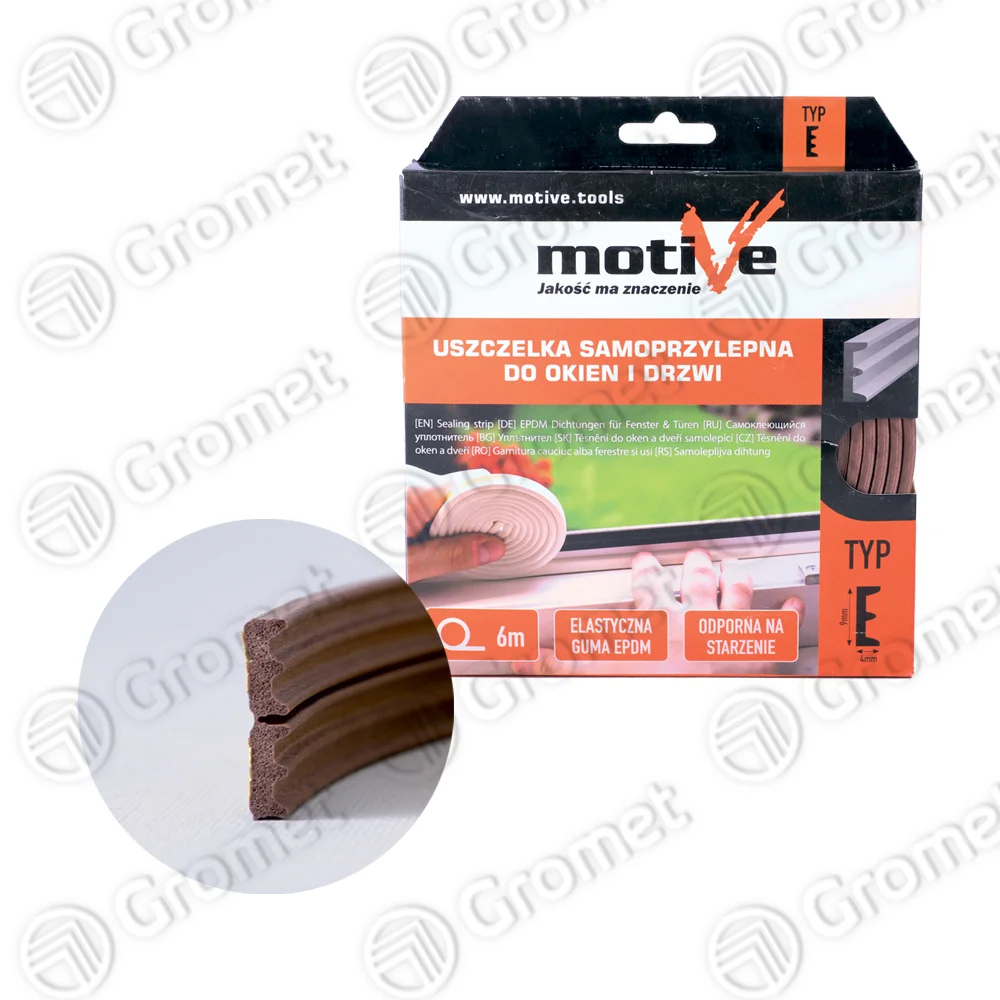 TYP
E
www.motive.tools
motiVe
Jakość ma znaczenie
USZCZELKA SAMOPRZYLEPNA
DO OKIEN I DRZWI
[EN] Sealing strip [DE] EPDM Dichtungen für Fenster & Türen [RU] Самоклеющийся
уплотнитель [BG] Уплътнител [SK] Těsnění do oken a dveří samolepící [CZ] Těsnění do
oken a dveří [RO] Garnitura cauciuc alba ferestre si usi [RS] Samoleplјiva dihtung
TYP
E
9mm
4mm
6m
ELASTYCZNA
GUMA EPDM
ODPORNA NA
STARZENIE
Gromet